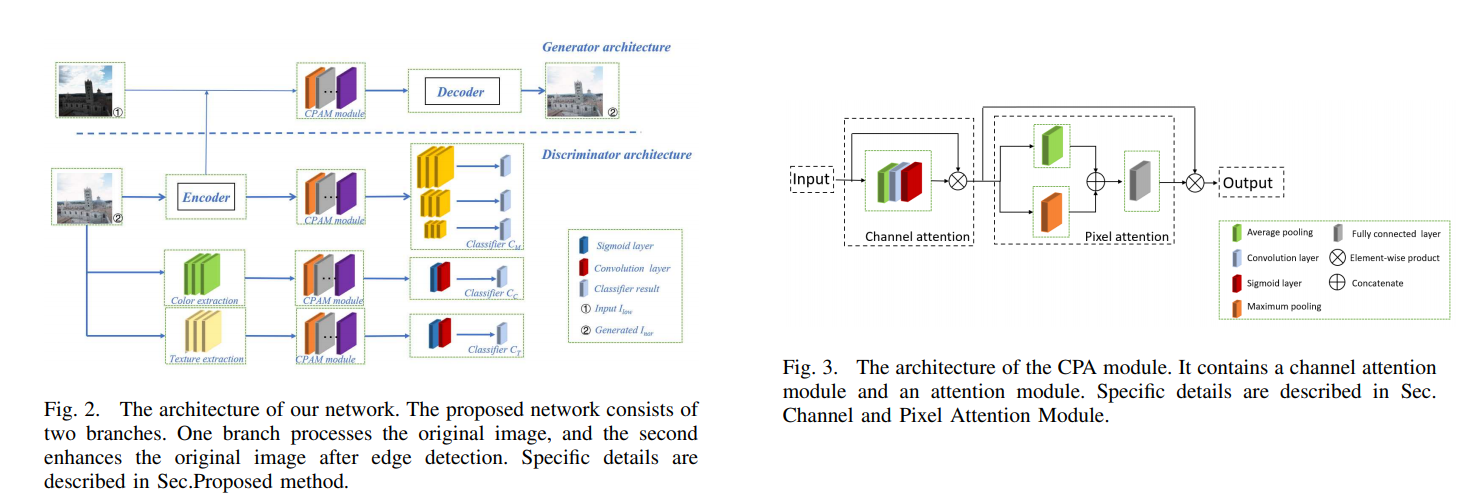 Generator architecture
①
CPAM module
Decoder
②
Discriminator architecture
②
Encoder
CPAM module
Classifier C_M
Color extraction
CPAM module
Classifier C_C
Texture extraction
CPAM module
Classifier C_T
Sigmoid layer
Convolution layer
Classifier result
① Input I_low
② Generated I_nor
Fig. 2. The architecture of our network. The proposed network consists of
two branches. One branch processes the original image, and the second
enhances the original image after edge detection. Specific details are
described in Sec.Proposed method.
Input
Channel attention
Pixel attention
Output
Average pooling
Fully connected layer
Convolution layer
Element-wise product
Sigmoid layer
Concatenate
Maximum pooling
Fig. 3. The architecture of the CPA module. It contains a channel attention
module and an attention module. Specific details are described in Sec.
Channel and Pixel Attention Module.